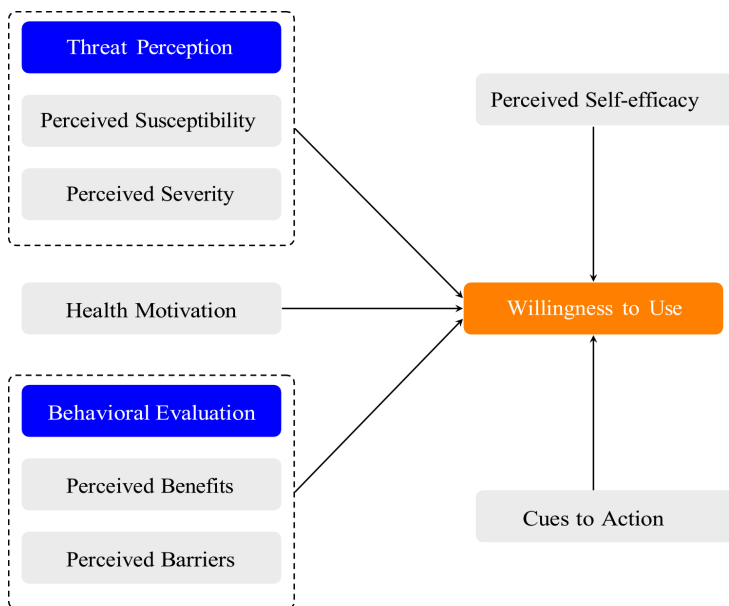 Threat Perception
Perceived Susceptibility
Perceived Severity
Health Motivation
Behavioral Evaluation
Perceived Benefits
Perceived Barriers
Perceived Self-efficacy
Willingness to Use
Cues to Action